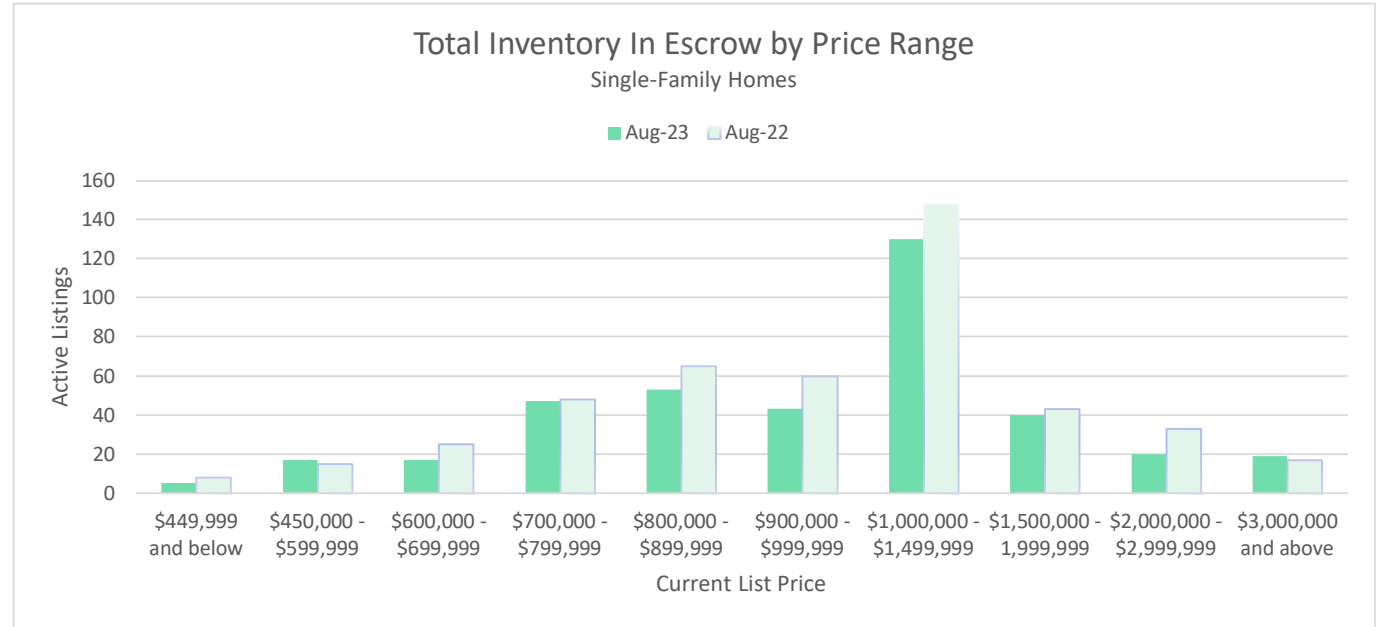 Total Inventory In Escrow by Price Range
Single-Family Homes
Aug-23 Aug-22
160
140
120
100
80
60
40
20
0
Active Listings
$449,999 $450,000 - $600,000 - $700,000 - $800,000 - $900,000 - $1,000,000 - $1,500,000 - $2,000,000 - $3,000,000
and below $599,999 $699,999 $799,999 $899,999 $999,999 $1,499,999 1,999,999 $2,999,999 and above
Current List Price